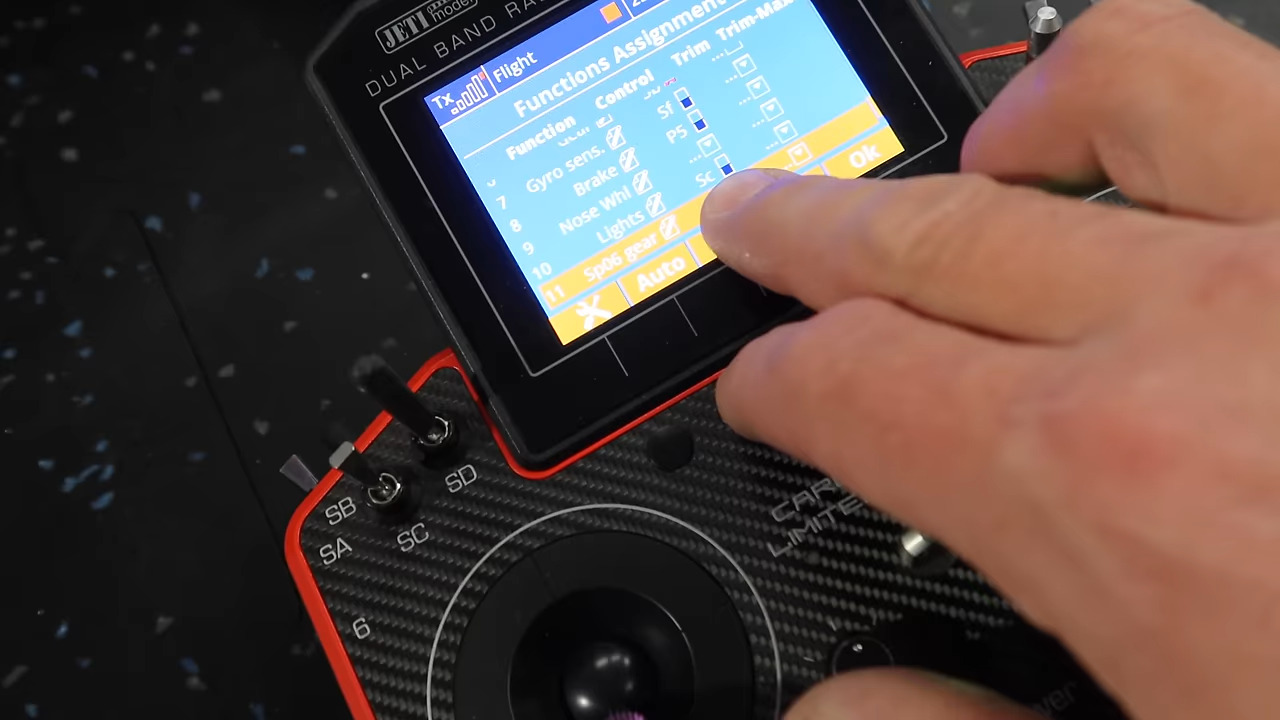 JETI model
DUAL BAND RA
Tx Flight
Functions Assignment
Function Control Trim Trim-Max
7 Gyro sens. Sf ...
8 Brake P5 ...
9 Nose Whl ... ...
10 Lights Sc ...
11 Sp06 gear ...
Auto Ok
SD
SB
SC
SA
6
CAR
LIMITE